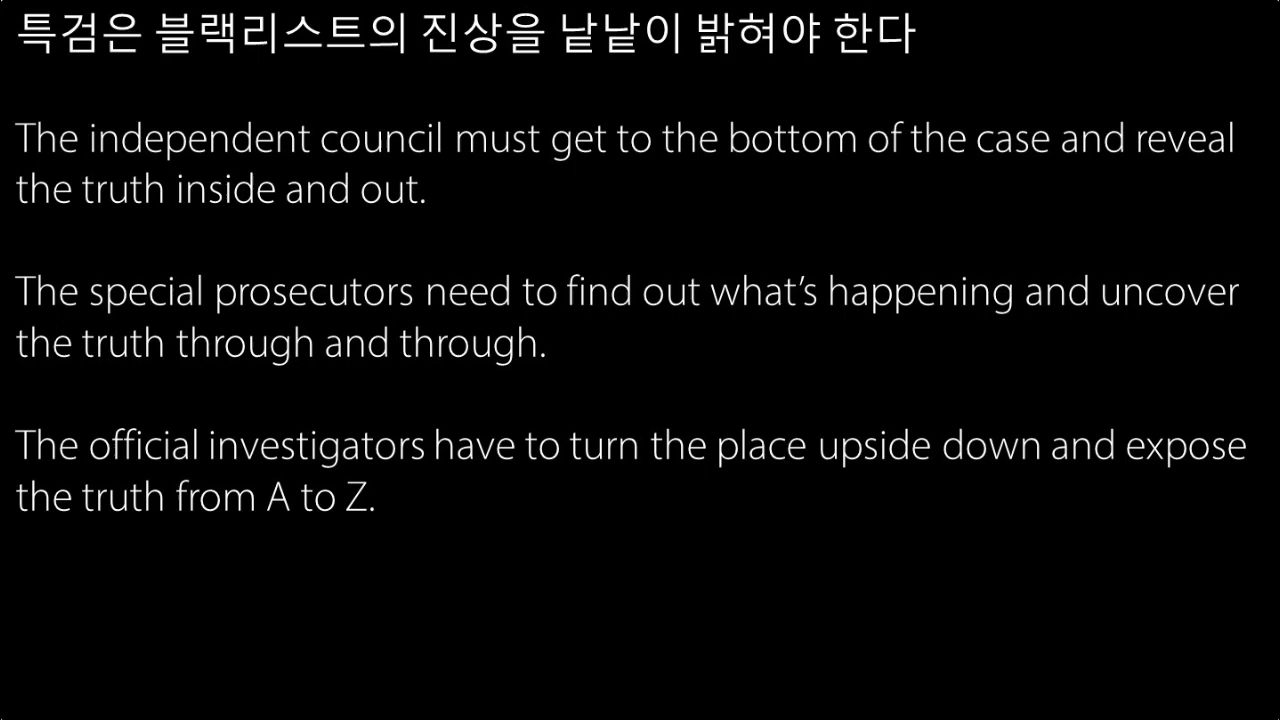 특검은 블랙리스트의 진상을 낱낱이 밝혀야 한다
The independent council must get to the bottom of the case and reveal
the truth inside and out.
The special prosecutors need to find out what’s happening and uncover
the truth through and through.
The official investigators have to turn the place upside down and expose
the truth from A to Z.